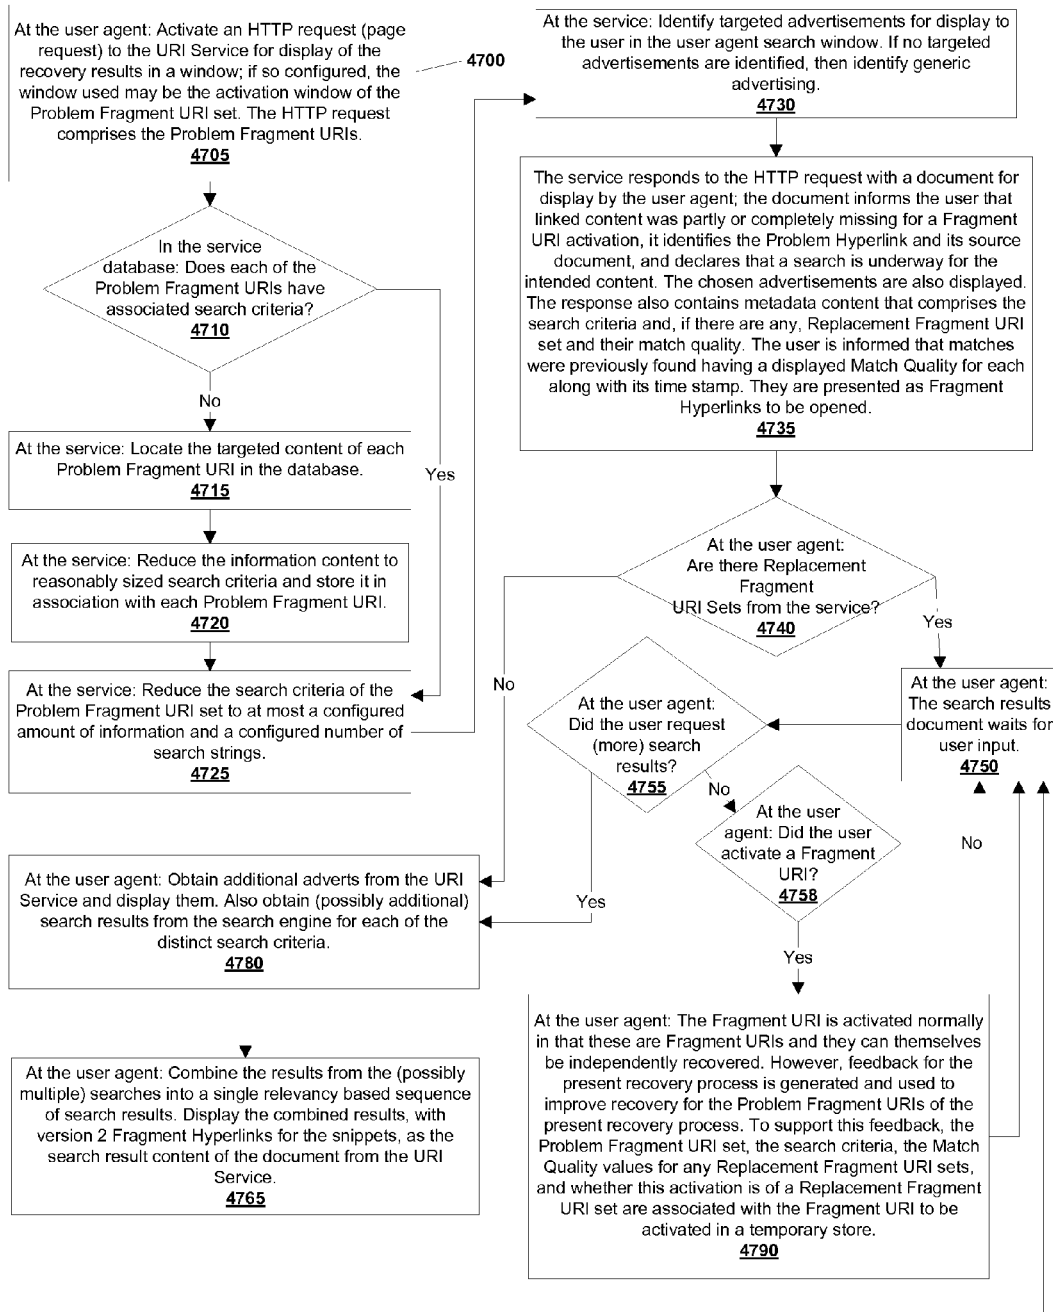 At the user agent: Activate an HTTP request (page
request) to the URI Service for display of the
recovery results in a window; if so configured, the
window used may be the activation window of the
Problem Fragment URI set. The HTTP request
comprises the Problem Fragment URIs.
4705
4700
In the service
database: Does each of the
Problem Fragment URIs have
associated search criteria?
4710
No
Yes
At the service: Locate the targeted content of each
Problem Fragment URI in the database.
4715
At the service: Reduce the information content to
reasonably sized search criteria and store it in
association with each Problem Fragment URI.
4720
At the service: Reduce the search criteria of the
Problem Fragment URI set to at most a configured
amount of information and a configured number of
search strings.
4725
At the service: Identify targeted advertisements for display to
the user in the user agent search window. If no targeted
advertisements are identified, then identify generic
advertising.
4730
The service responds to the HTTP request with a document for
display by the user agent; the document informs the user that
linked content was partly or completely missing for a Fragment
URI activation, it identifies the Problem Hyperlink and its source
document, and declares that a search is underway for the
intended content. The chosen advertisements are also displayed.
The response also contains metadata content that comprises the
search criteria and, if there are any, Replacement Fragment URI
set and their match quality. The user is informed that matches
were previously found having a displayed Match Quality for each
along with its time stamp. They are presented as Fragment
Hyperlinks to be opened.
4735
At the user agent:
Are there Replacement
Fragment
URI Sets from the service?
4740
Yes
No
At the user agent:
The search results
document waits for
user input.
4750
At the user agent:
Did the user request
(more) search
results?
4755
No
Yes
At the user
agent: Did the user
activate a Fragment
URI?
4758
No
Yes
At the user agent: Obtain additional adverts from the URI
Service and display them. Also obtain (possibly additional)
search results from the search engine for each of the
distinct search criteria.
4780
At the user agent: Combine the results from the (possibly
multiple) searches into a single relevancy based sequence
of search results. Display the combined results, with
version 2 Fragment Hyperlinks for the snippets, as the
search result content of the document from the URI
Service.
4765
At the user agent: The Fragment URI is activated normally
in that these are Fragment URIs and they can themselves
be independently recovered. However, feedback for the
present recovery process is generated and used to
improve recovery for the Problem Fragment URIs of the
present recovery process. To support this feedback, the
Problem Fragment URI set, the search criteria, the Match
Quality values for any Replacement Fragment URI sets,
and whether this activation is of a Replacement Fragment
URI set are associated with the Fragment URI to be
activated in a temporary store.
4790